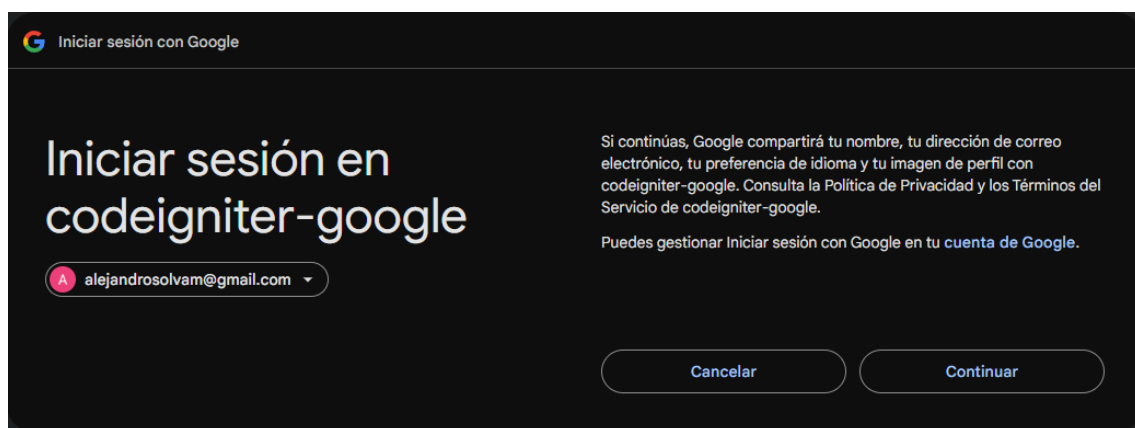 Iniciar sesión con Google
Iniciar sesión en
codeigniter-google
A alejandrosolvam@gmail.com
Si continúas, Google compartirá tu nombre, tu dirección de correo
electrónico, tu preferencia de idioma y tu imagen de perfil con
codeigniter-google. Consulta la Política de Privacidad y los Términos del
Servicio de codeigniter-google.
Puedes gestionar Iniciar sesión con Google en tu cuenta de Google.
Cancelar
Continuar